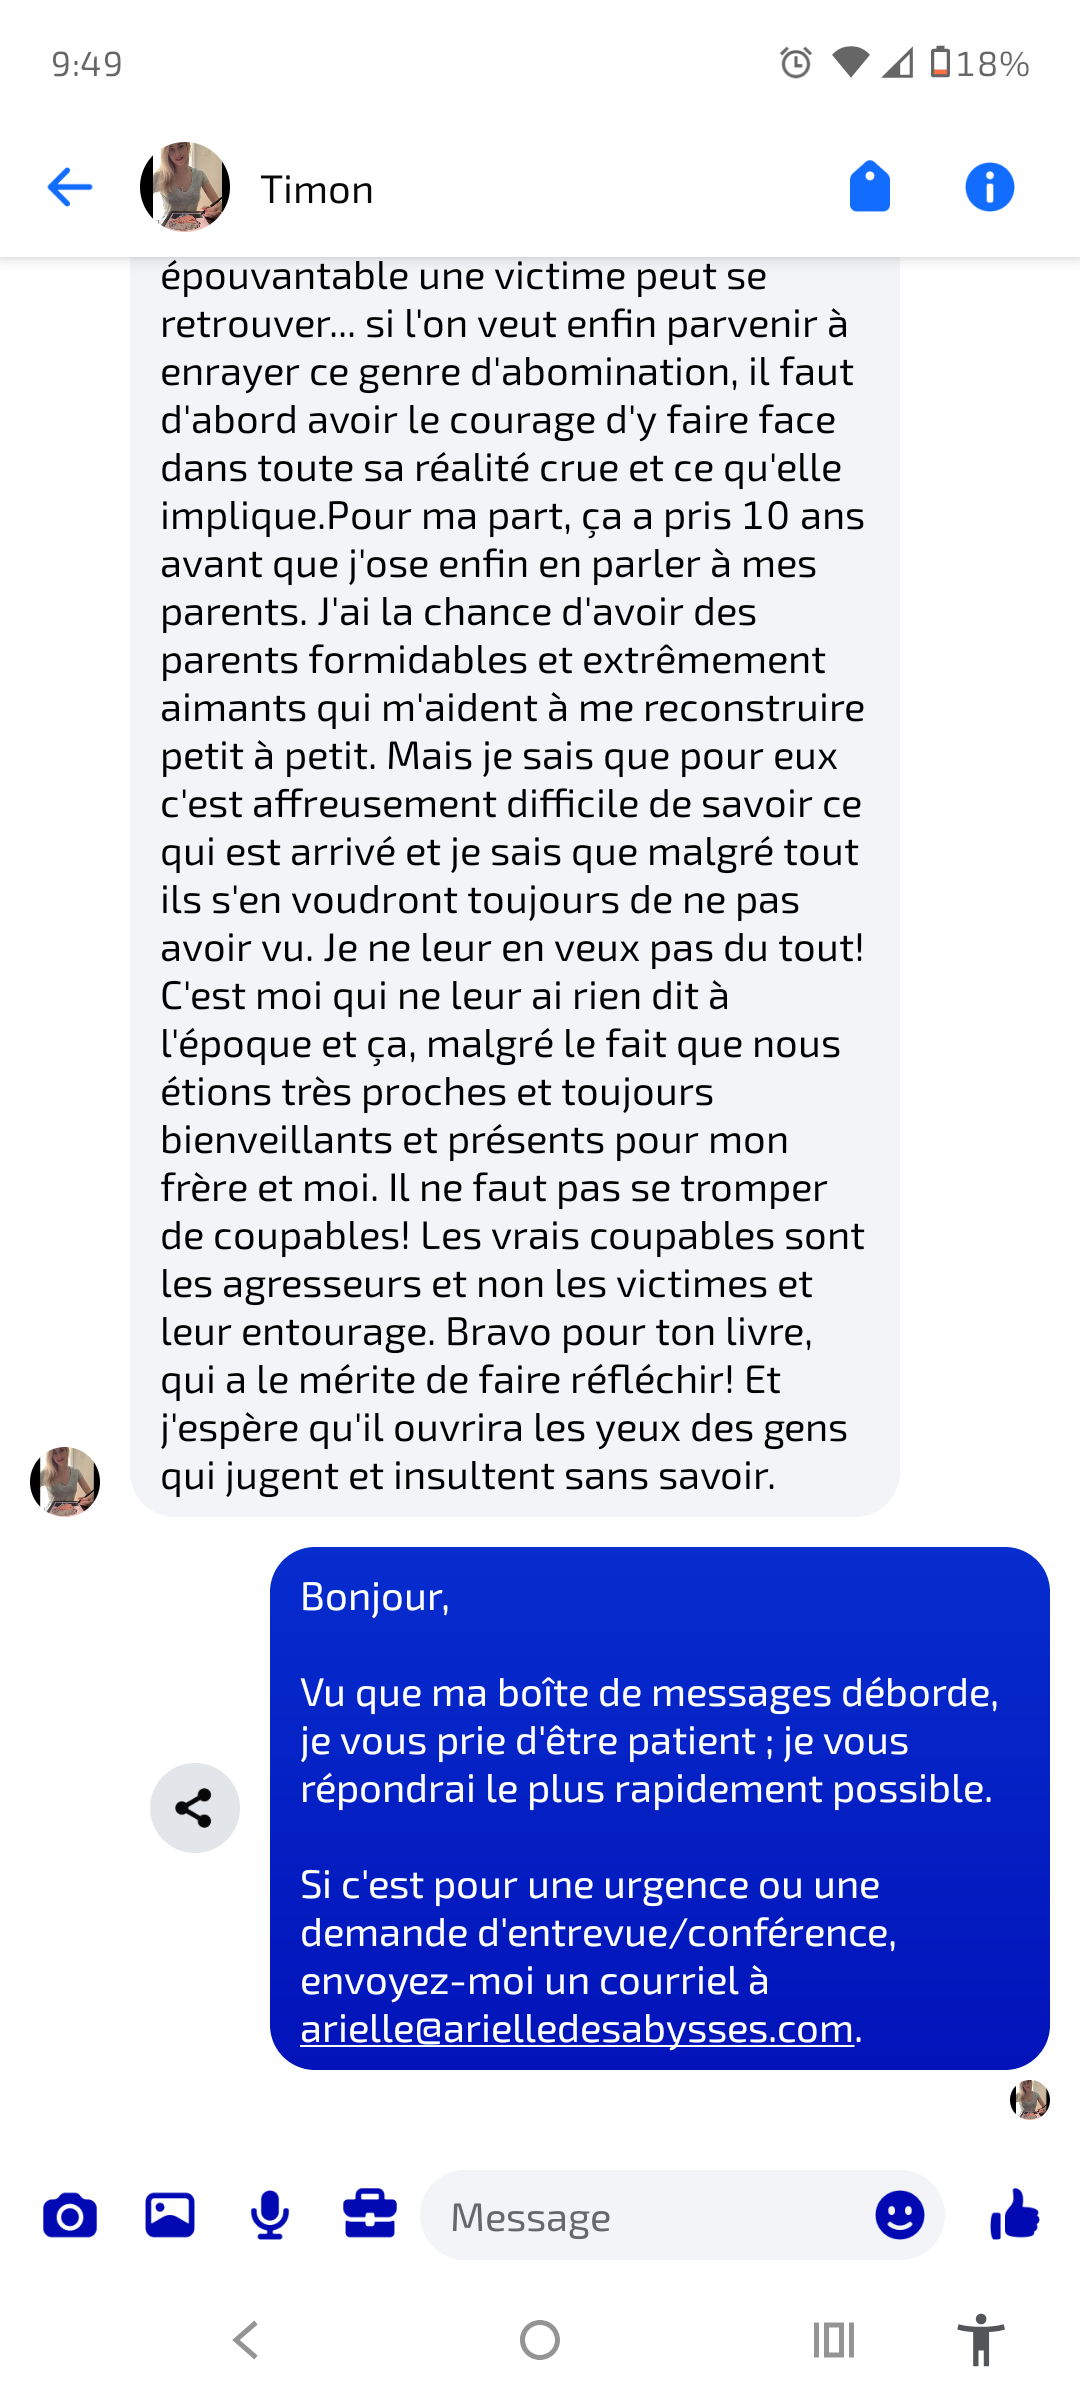 9:49
18%
Timon
épouvantable une victime peut se
retrouver... si l'on veut enfin parvenir à
enrayer ce genre d'abomination, il faut
d'abord avoir le courage d'y faire face
dans toute sa réalité crue et ce qu'elle
implique.Pour ma part, ça a pris 10 ans
avant que j'ose enfin en parler à mes
parents. J'ai la chance d'avoir des
parents formidables et extrêmement
aimants qui m'aident à me reconstruire
petit à petit. Mais je sais que pour eux
c'est affreusement difficile de savoir ce
qui est arrivé et je sais que malgré tout
ils s'en voudront toujours de ne pas
avoir vu. Je ne leur en veux pas du tout!
C'est moi qui ne leur ai rien dit à
l'époque et ça, malgré le fait que nous
étions très proches et toujours
bienveillants et présents pour mon
frère et moi. Il ne faut pas se tromper
de coupables! Les vrais coupables sont
les agresseurs et non les victimes et
leur entourage. Bravo pour ton livre,
qui a le mérite de faire réfléchir! Et
j'espère qu'il ouvrira les yeux des gens
qui jugent et insultent sans savoir.
Bonjour,
Vu que ma boîte de messages déborde,
je vous prie d'être patient ; je vous
répondrai le plus rapidement possible.
Si c'est pour une urgence ou une
demande d'entrevue/conférence,
envoyez-moi un courriel à
arielle@arielledesabysses.com.
Message